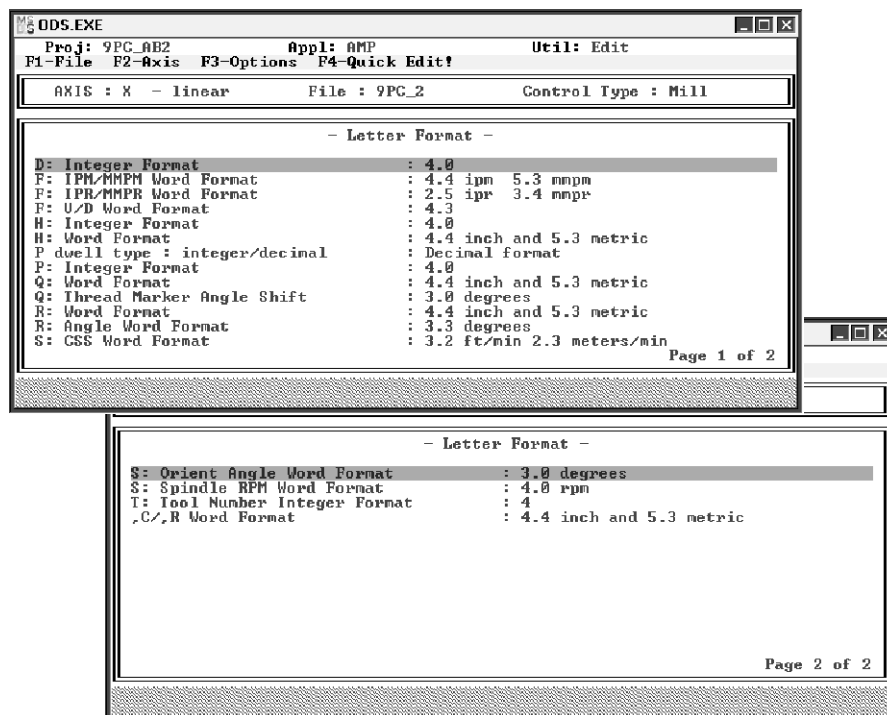 MS DOS ODS.EXE
Proj: 9PC_AB2 Appl: AMP Util: Edit
F1-File F2-Axis F3-Options F4-Quick Edit!
AXIS : X - linear File : 9PC_2 Control Type : Mill
- Letter Format -
D: Integer Format : 4.0
F: IPM/MMPM Word Format : 4.4 ipm 5.3 mmpm
F: IPR/MMPR Word Format : 2.5 ipr 3.4 mmpr
F: V/D Word Format : 4.3
H: Integer Format : 4.0
H: Word Format : 4.4 inch and 5.3 metric
P dwell type : integer/decimal : Decimal format
P: Integer Format : 4.0
Q: Word Format : 4.4 inch and 5.3 metric
Q: Thread Marker Angle Shift : 3.0 degrees
R: Word Format : 4.4 inch and 5.3 metric
R: Angle Word Format : 3.3 degrees
S: CSS Word Format : 3.2 ft/min 2.3 meters/min
Page 1 of 2
- Letter Format -
S: Orient Angle Word Format : 3.0 degrees
S: Spindle RPM Word Format : 4.0 rpm
T: Tool Number Integer Format : 4
,C/,R Word Format : 4.4 inch and 5.3 metric
Page 2 of 2